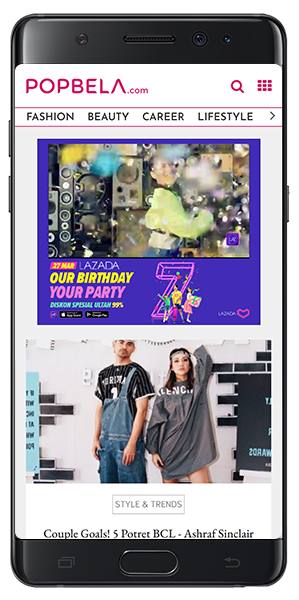 POPBELA.com
FASHION BEAUTY CAREER LIFESTYLE >
27 MAR LAZADA
OUR BIRTHDAY
YOUR PARTY
DISKON SPESIAL ULTAH 99%
7
LAZADA
STYLE & TRENDS
Couple Goals! 5 Potret BCL - Ashraf Sinclair